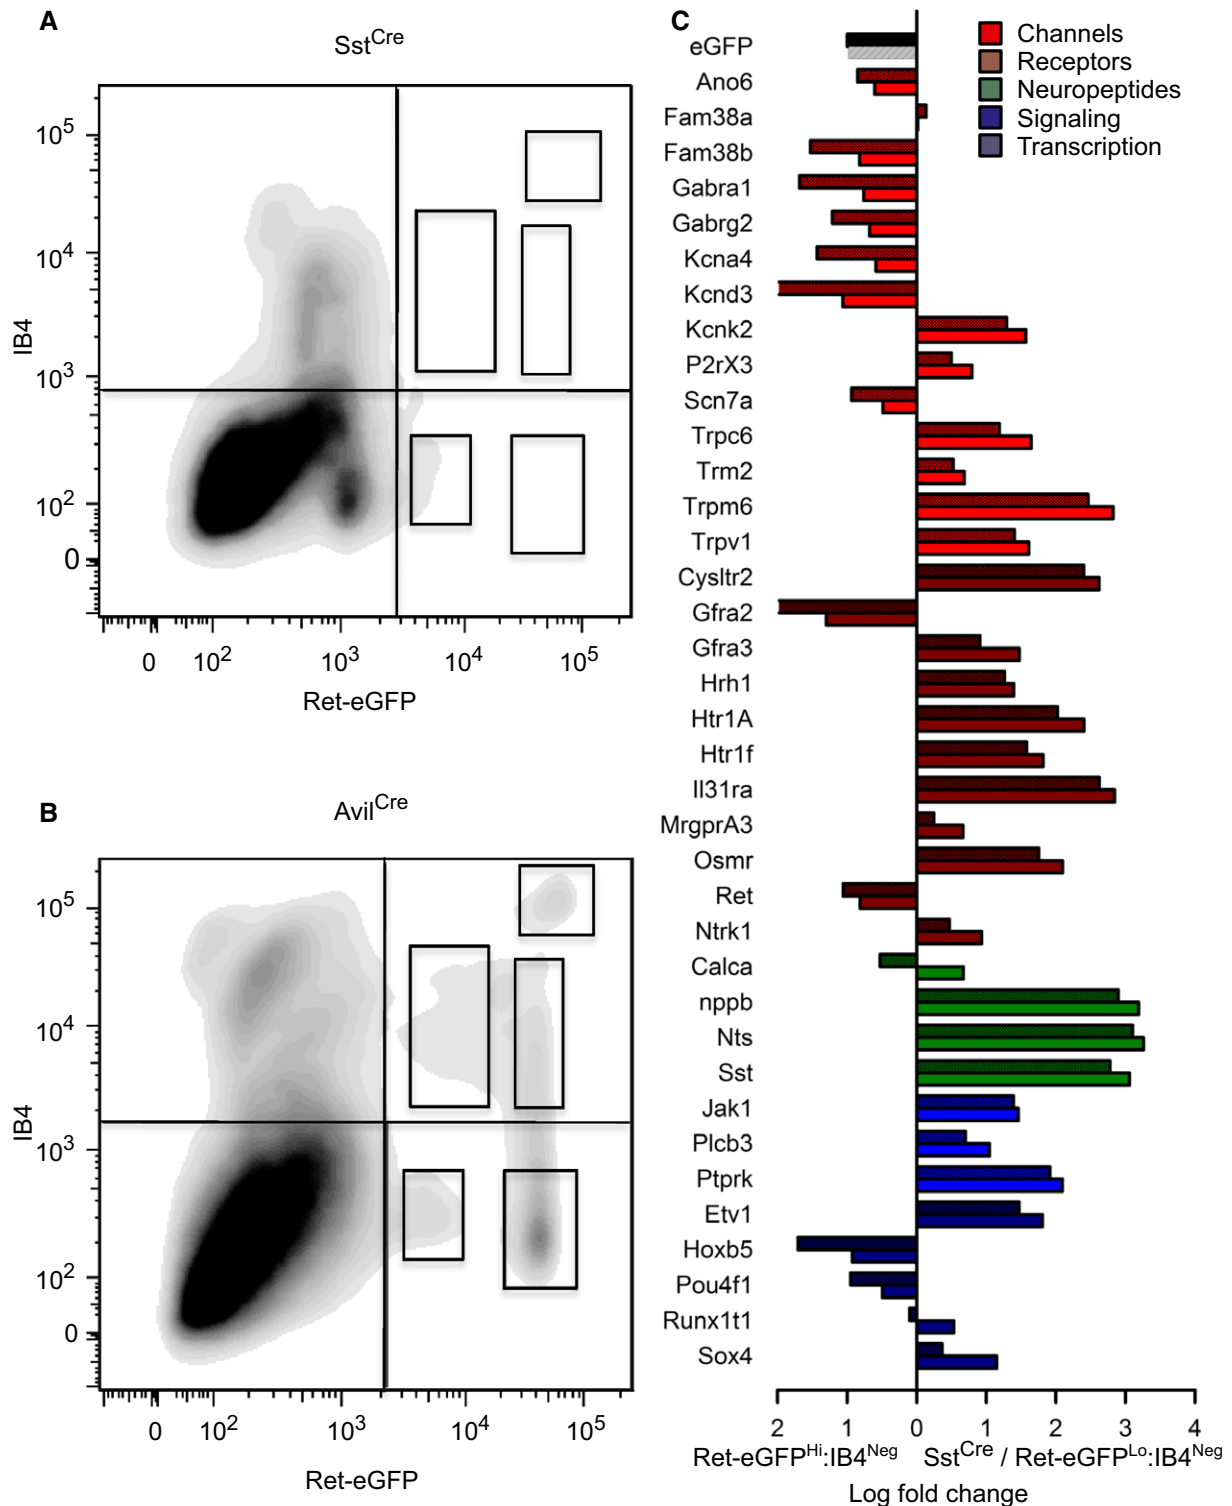 A
Sst^Cre
10^5
10^4
10^3
10^2
0
IB4
0 10^2 10^3 10^4 10^5
Ret-eGFP
B
Avil^Cre
10^5
10^4
10^3
10^2
0
IB4
0 10^2 10^3 10^4 10^5
Ret-eGFP
C
Channels
Receptors
Neuropeptides
Signaling
Transcription
eGFP
Ano6
Fam38a
Fam38b
Gabra1
Gabrg2
Kcna4
Kcnd3
Kcnk2
P2rX3
Scn7a
Trpc6
Trm2
Trpm6
Trpv1
Cysltr2
Gfra2
Gfra3
Hrh1
Htr1A
Htr1f
Il31ra
MrgprA3
Osmr
Ret
Ntrk1
Calca
nppb
Nts
Sst
Jak1
Plcb3
Ptprk
Etv1
Hoxb5
Pou4f1
Runx1t1
Sox4
2 1 0 1 2 3 4
Ret-eGFP^Hi:IB4^Neg Sst^Cre / Ret-eGFP^Lo:IB4^Neg
Log fold change